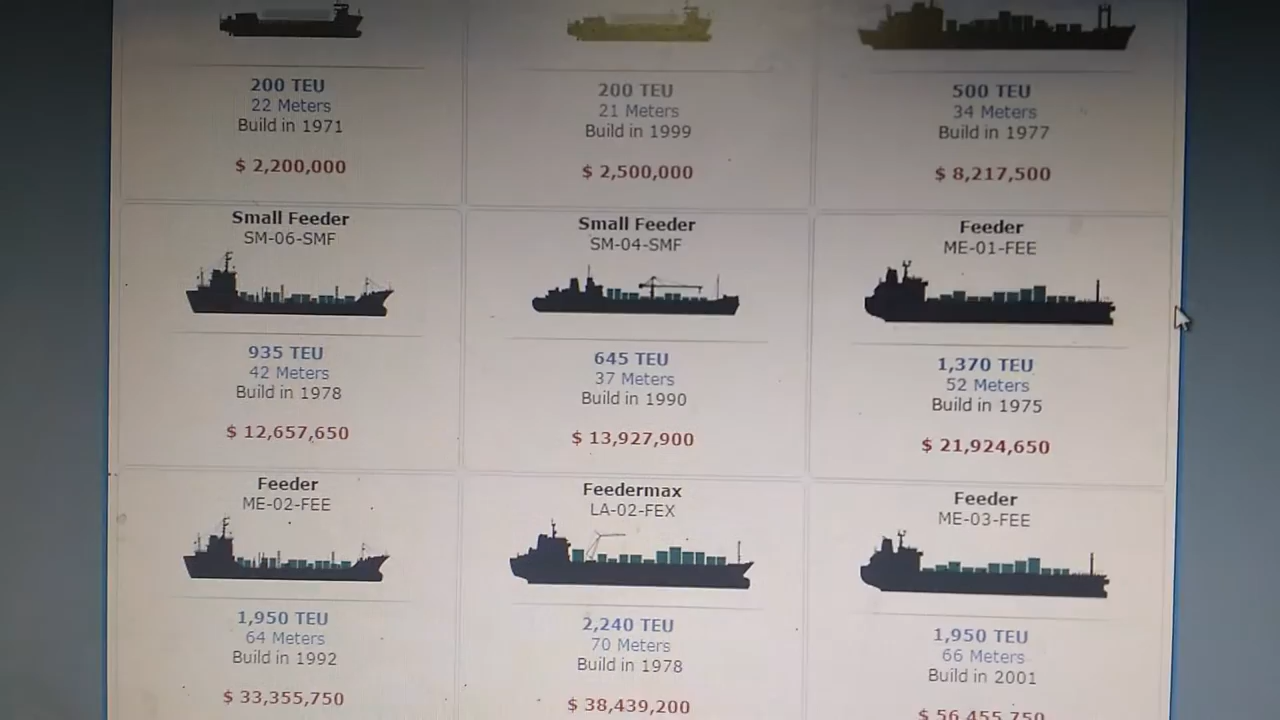 200 TEU
22 Meters
Build in 1971
$ 2,200,000
200 TEU
21 Meters
Build in 1999
$ 2,500,000
500 TEU
34 Meters
Build in 1977
$ 8,217,500
Small Feeder
SM-06-SMF
935 TEU
42 Meters
Build in 1978
$ 12,657,650
Small Feeder
SM-04-SMF
645 TEU
37 Meters
Build in 1990
$ 13,927,900
Feeder
ME-01-FEE
1,370 TEU
52 Meters
Build in 1975
$ 21,924,650
Feeder
ME-02-FEE
1,950 TEU
64 Meters
Build in 1992
$ 33,355,750
Feedermax
LA-02-FEX
2,240 TEU
70 Meters
Build in 1978
$ 38,439,200
Feeder
ME-03-FEE
1,950 TEU
66 Meters
Build in 2001
$ 56,455,750